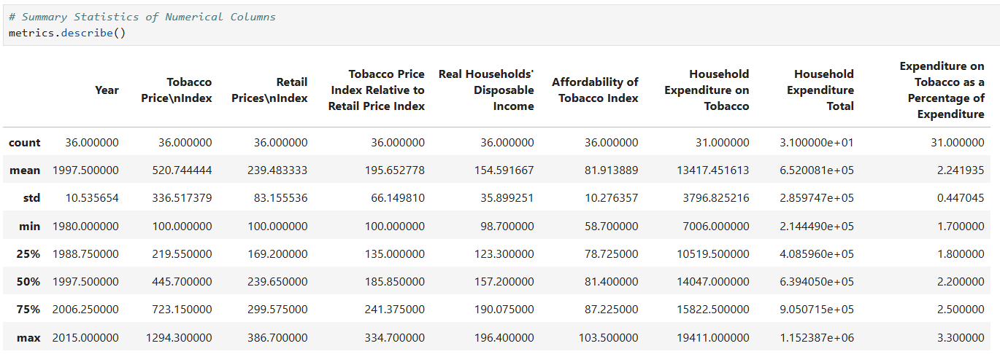 # Summary Statistics of Numerical Columns
metrics.describe()
Year Tobacco Price\nIndex Retail Prices\nIndex Tobacco Price Index Relative to Retail Price Index Real Households' Disposable Income Affordability of Tobacco Index Household Expenditure on Tobacco Household Expenditure Total Expenditure on Tobacco as a Percentage of Expenditure
count 36.000000 36.000000 36.000000 36.000000 36.000000 36.000000 31.000000 3.100000e+01 31.000000
mean 1997.500000 520.744444 239.483333 195.652778 154.591667 81.913889 13417.451613 6.520081e+05 2.241935
std 10.535654 336.517379 83.155536 66.149810 35.899251 10.276357 3796.825216 2.859747e+05 0.447045
min 1980.000000 100.000000 100.000000 100.000000 98.700000 58.700000 7006.000000 2.144490e+05 1.700000
25% 1988.750000 219.550000 169.200000 135.000000 123.300000 78.725000 10519.500000 4.085960e+05 1.800000
50% 1997.500000 445.700000 239.650000 185.850000 157.200000 81.400000 14047.000000 6.394050e+05 2.200000
75% 2006.250000 723.150000 299.575000 241.375000 190.075000 87.225000 15822.500000 9.050715e+05 2.500000
max 2015.000000 1294.300000 386.700000 334.700000 196.400000 103.500000 19411.000000 1.152387e+06 3.300000